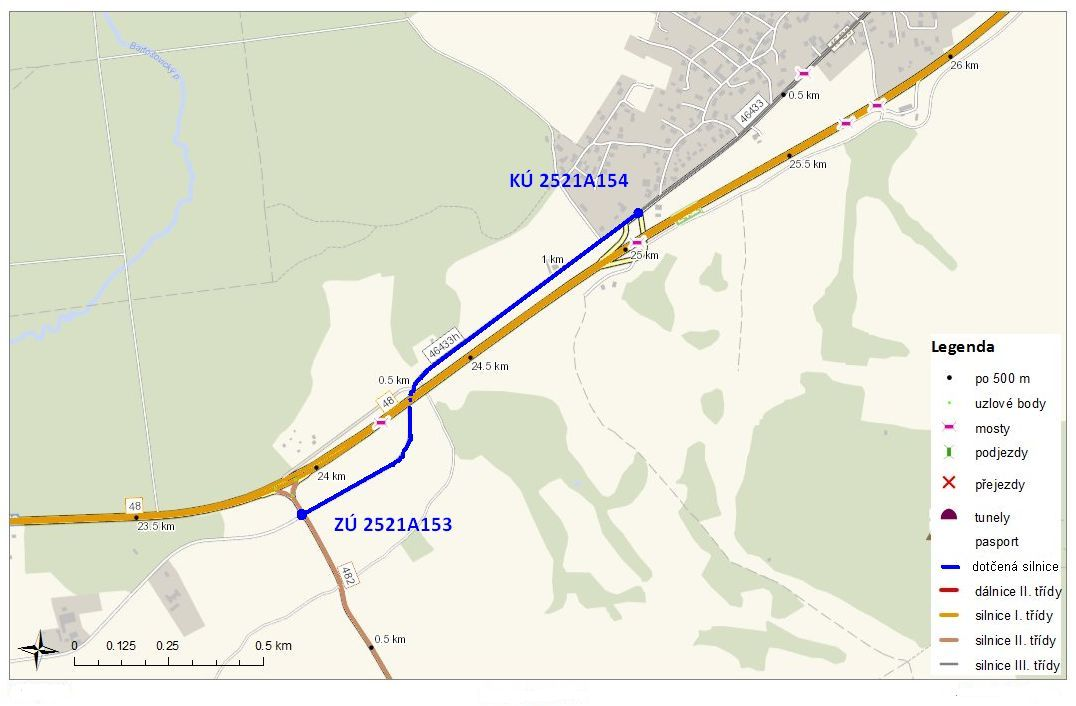 Bartošovický p.
46433
26 km
0.5 km
46433
25.5 km
KÚ 2521A154
1 km
25 km
46433h
24.5 km
0.5 km
48
24 km
48
23.5 km
ZÚ 2521A153
482
0.5 km
0 0.125 0.25 0.5 km
Legenda
po 500 m
uzlové body
mosty
podjezdy
přejezdy
tunely
pasport
dotčená silnice
dálnice II. třídy
silnice I. třídy
silnice II. třídy
silnice III. třídy